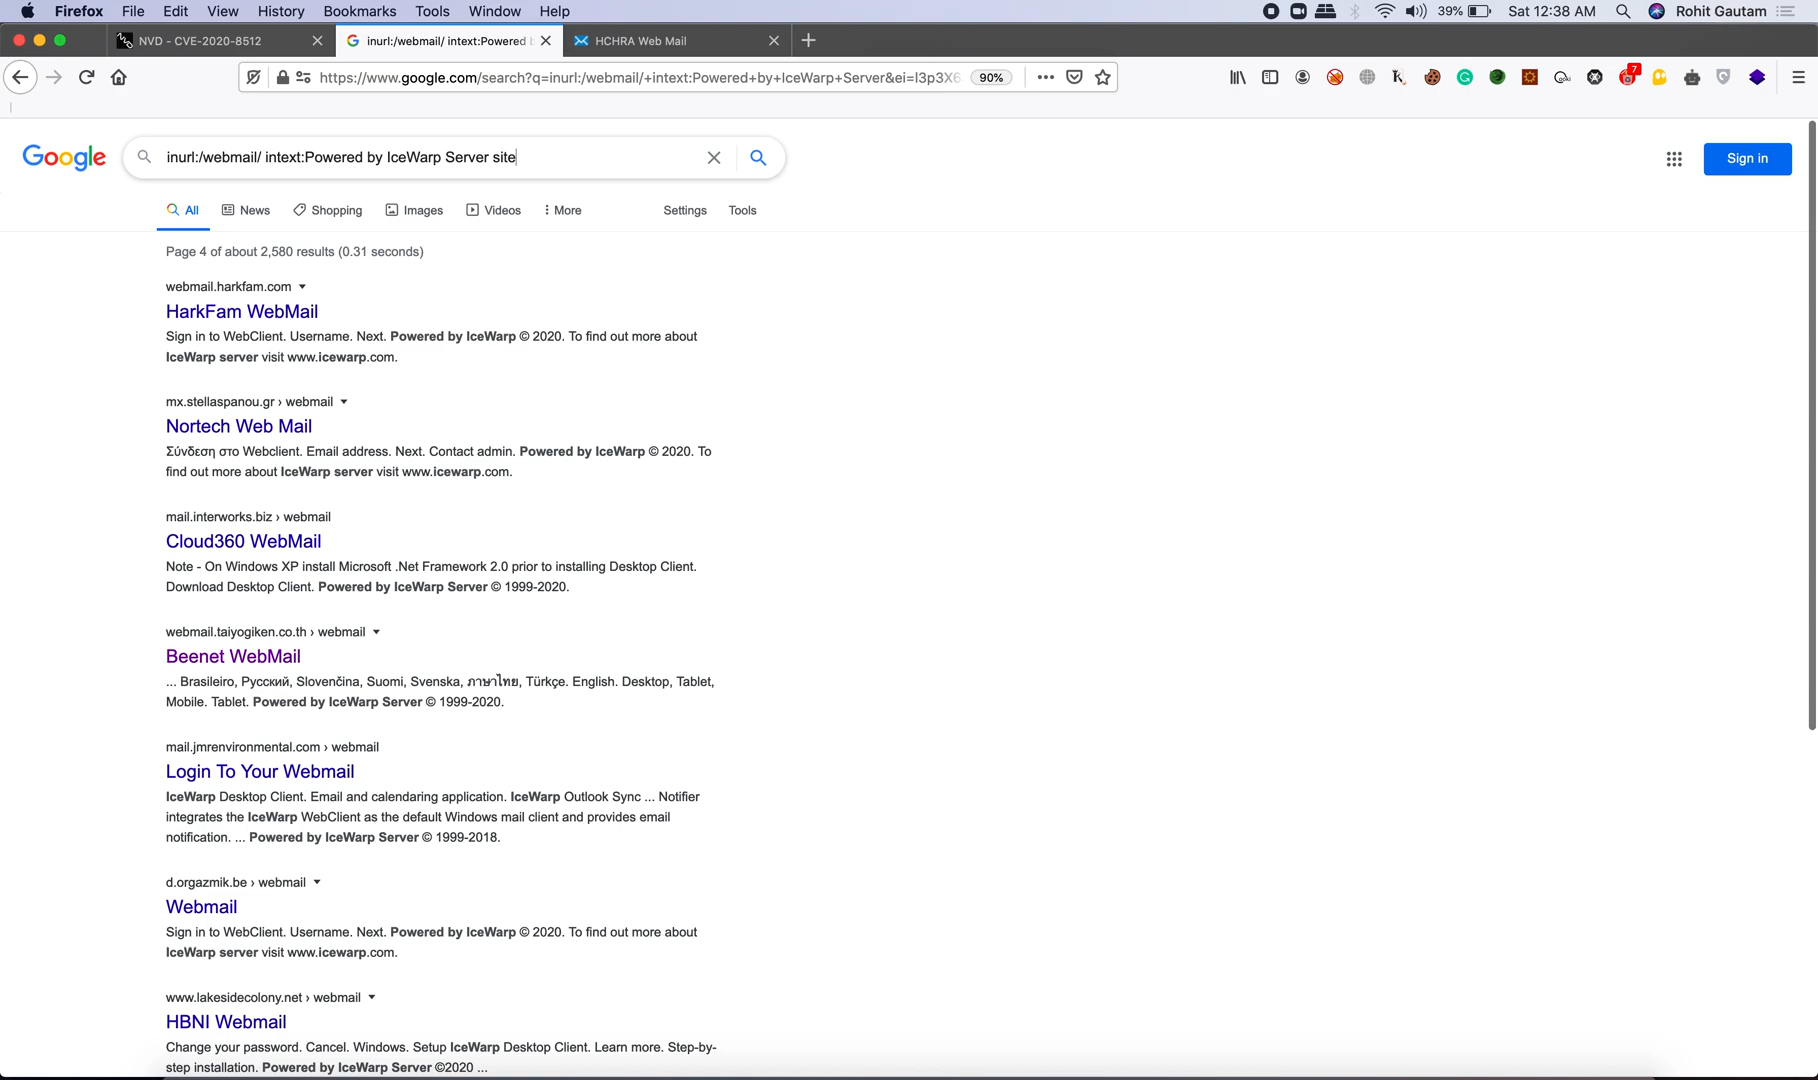 Firefox File Edit View History Bookmarks Tools Window Help 39% Sat 12:38 AM Rohit Gautam
NVD - CVE-2020-8512 inurl:/webmail/ intext:Powered HCHRA Web Mail
https://www.google.com/search?q=inurl:/webmail/+intext:Powered+by+IceWarp+Server&ei=I3p3X6 90% 7
Google inurl:/webmail/ intext:Powered by IceWarp Server site Sign in
All News Shopping Images Videos More Settings Tools
Page 4 of about 2,580 results (0.31 seconds)
webmail.harkfam.com
HarkFam WebMail
Sign in to WebClient. Username. Next. Powered by IceWarp © 2020. To find out more about
IceWarp server visit www.icewarp.com.
mx.stellaspanou.gr › webmail
Nortech Web Mail
Σύνδεση στο Webclient. Email address. Next. Contact admin. Powered by IceWarp © 2020. To
find out more about IceWarp server visit www.icewarp.com.
mail.interworks.biz › webmail
Cloud360 WebMail
Note - On Windows XP install Microsoft .Net Framework 2.0 prior to installing Desktop Client.
Download Desktop Client. Powered by IceWarp Server © 1999-2020.
webmail.taiyogiken.co.th › webmail
Beenet WebMail
... Brasileiro, Русский, Slovenčina, Suomi, Svenska, ภาษาไทย, Türkçe. English. Desktop, Tablet,
Mobile. Tablet. Powered by IceWarp Server © 1999-2020.
mail.jmrenvironmental.com › webmail
Login To Your Webmail
IceWarp Desktop Client. Email and calendaring application. IceWarp Outlook Sync ... Notifier
integrates the IceWarp WebClient as the default Windows mail client and provides email
notification. ... Powered by IceWarp Server © 1999-2018.
d.orgazmik.be › webmail
Webmail
Sign in to WebClient. Username. Next. Powered by IceWarp © 2020. To find out more about
IceWarp server visit www.icewarp.com.
www.lakesidecolony.net › webmail
HBNI Webmail
Change your password. Cancel. Windows. Setup IceWarp Desktop Client. Learn more. Step-by-
step installation. Powered by IceWarp Server ©2020 ...